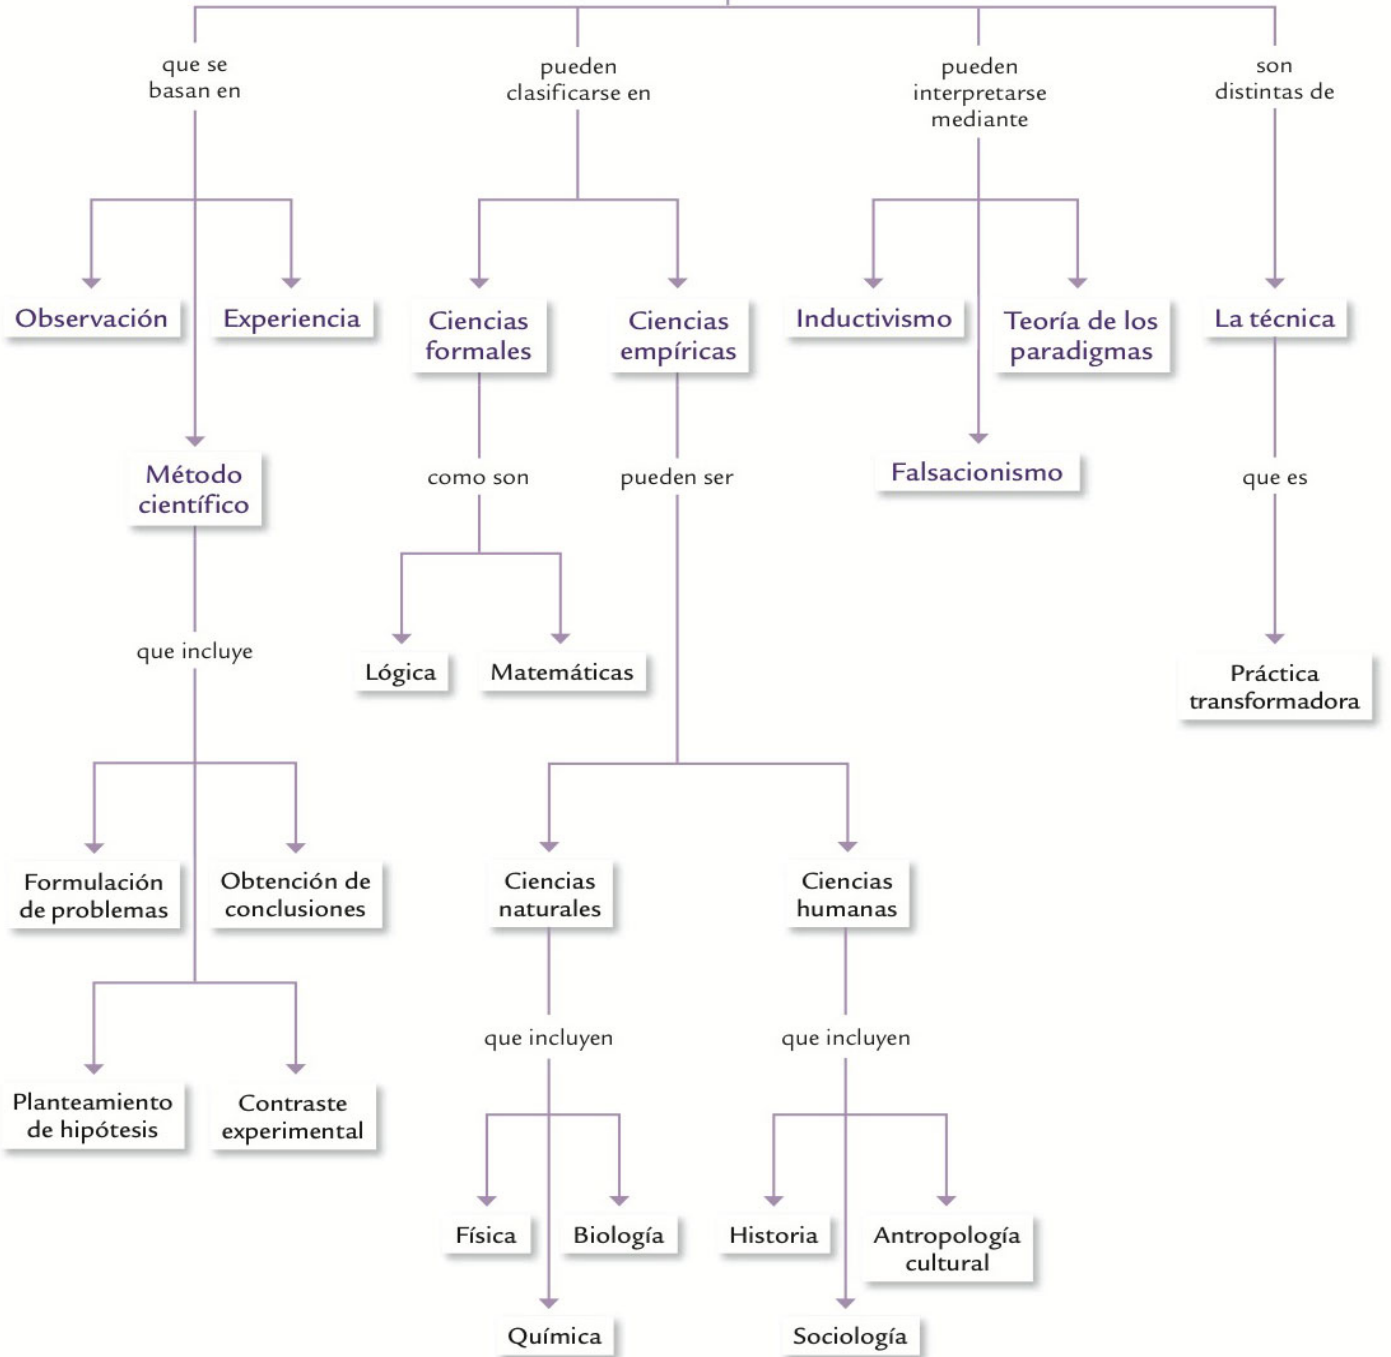 que se
basan en
pueden
clasificarse en
pueden
interpretarse
mediante
son
distintas de
Observación
Experiencia
Ciencias
formales
Ciencias
empíricas
Inductivismo
Teoría de los
paradigmas
La técnica
Método
científico
como son
pueden ser
Falsacionismo
que es
que incluye
Lógica
Matemáticas
Práctica
transformadora
Formulación
de problemas
Obtención de
conclusiones
Ciencias
naturales
Ciencias
humanas
Planteamiento
de hipótesis
Contraste
experimental
que incluyen
que incluyen
Física
Biología
Historia
Antropología
cultural
Química
Sociología